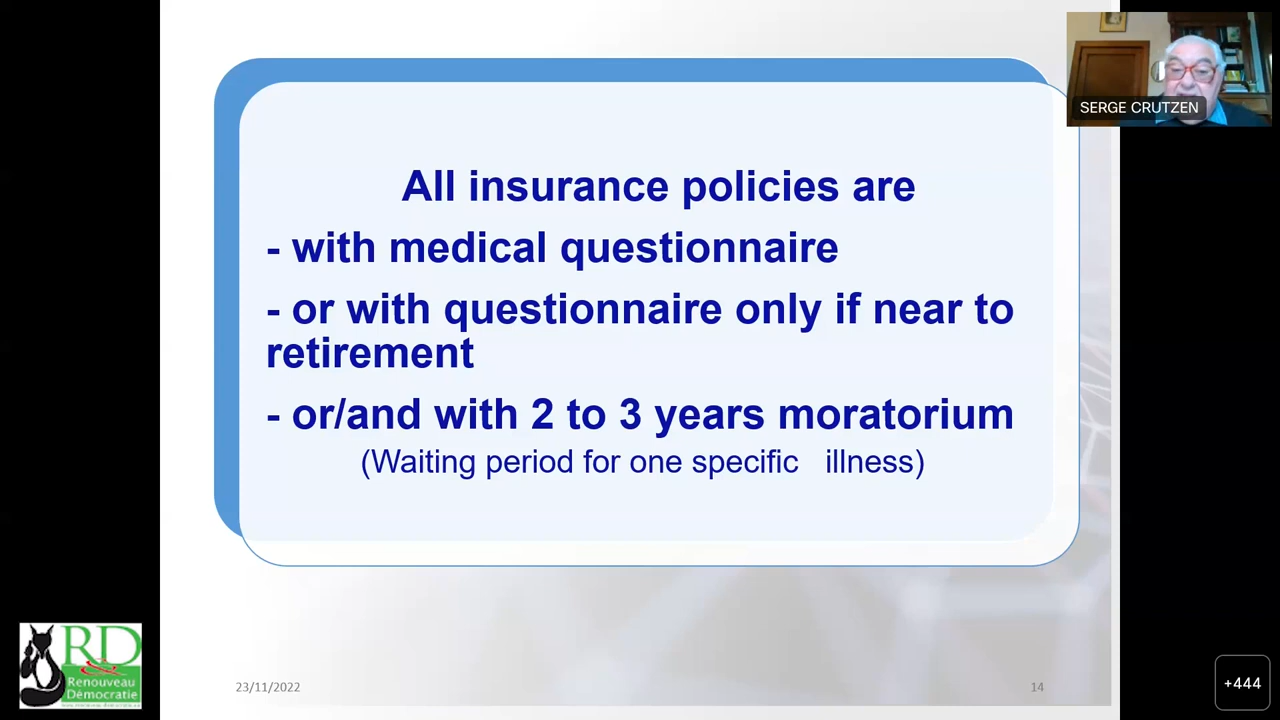 SERGE CRUTZEN
All insurance policies are
- with medical questionnaire
- or with questionnaire only if near to
retirement
- or/and with 2 to 3 years moratorium
(Waiting period for one specific illness)
RD
Renouveau
Démocratie
23/11/2022
14
+444